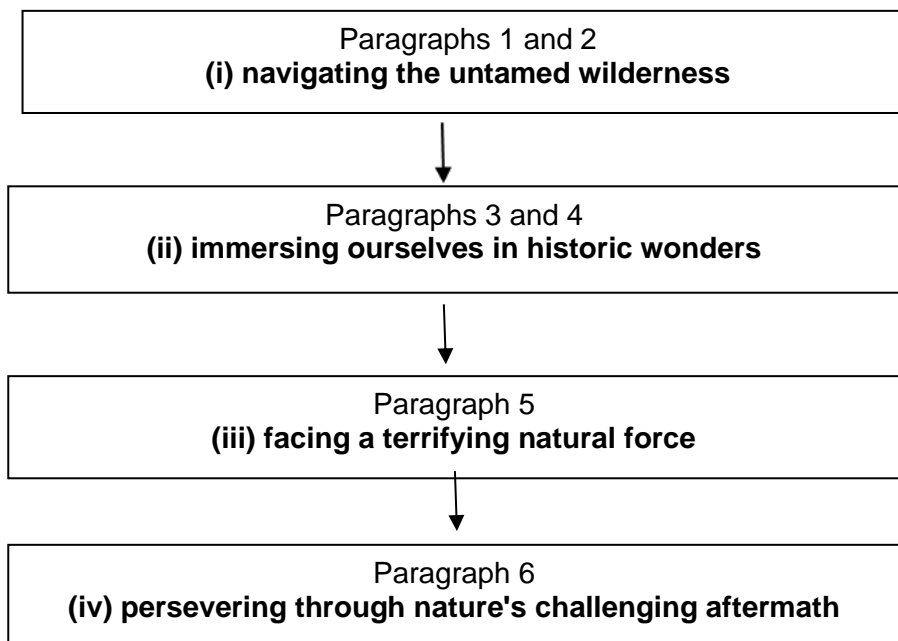 Paragraphs 1 and 2
(i) navigating the untamed wilderness
Paragraphs 3 and 4
(ii) immersing ourselves in historic wonders
Paragraph 5
(iii) facing a terrifying natural force
Paragraph 6
(iv) persevering through nature's challenging aftermath